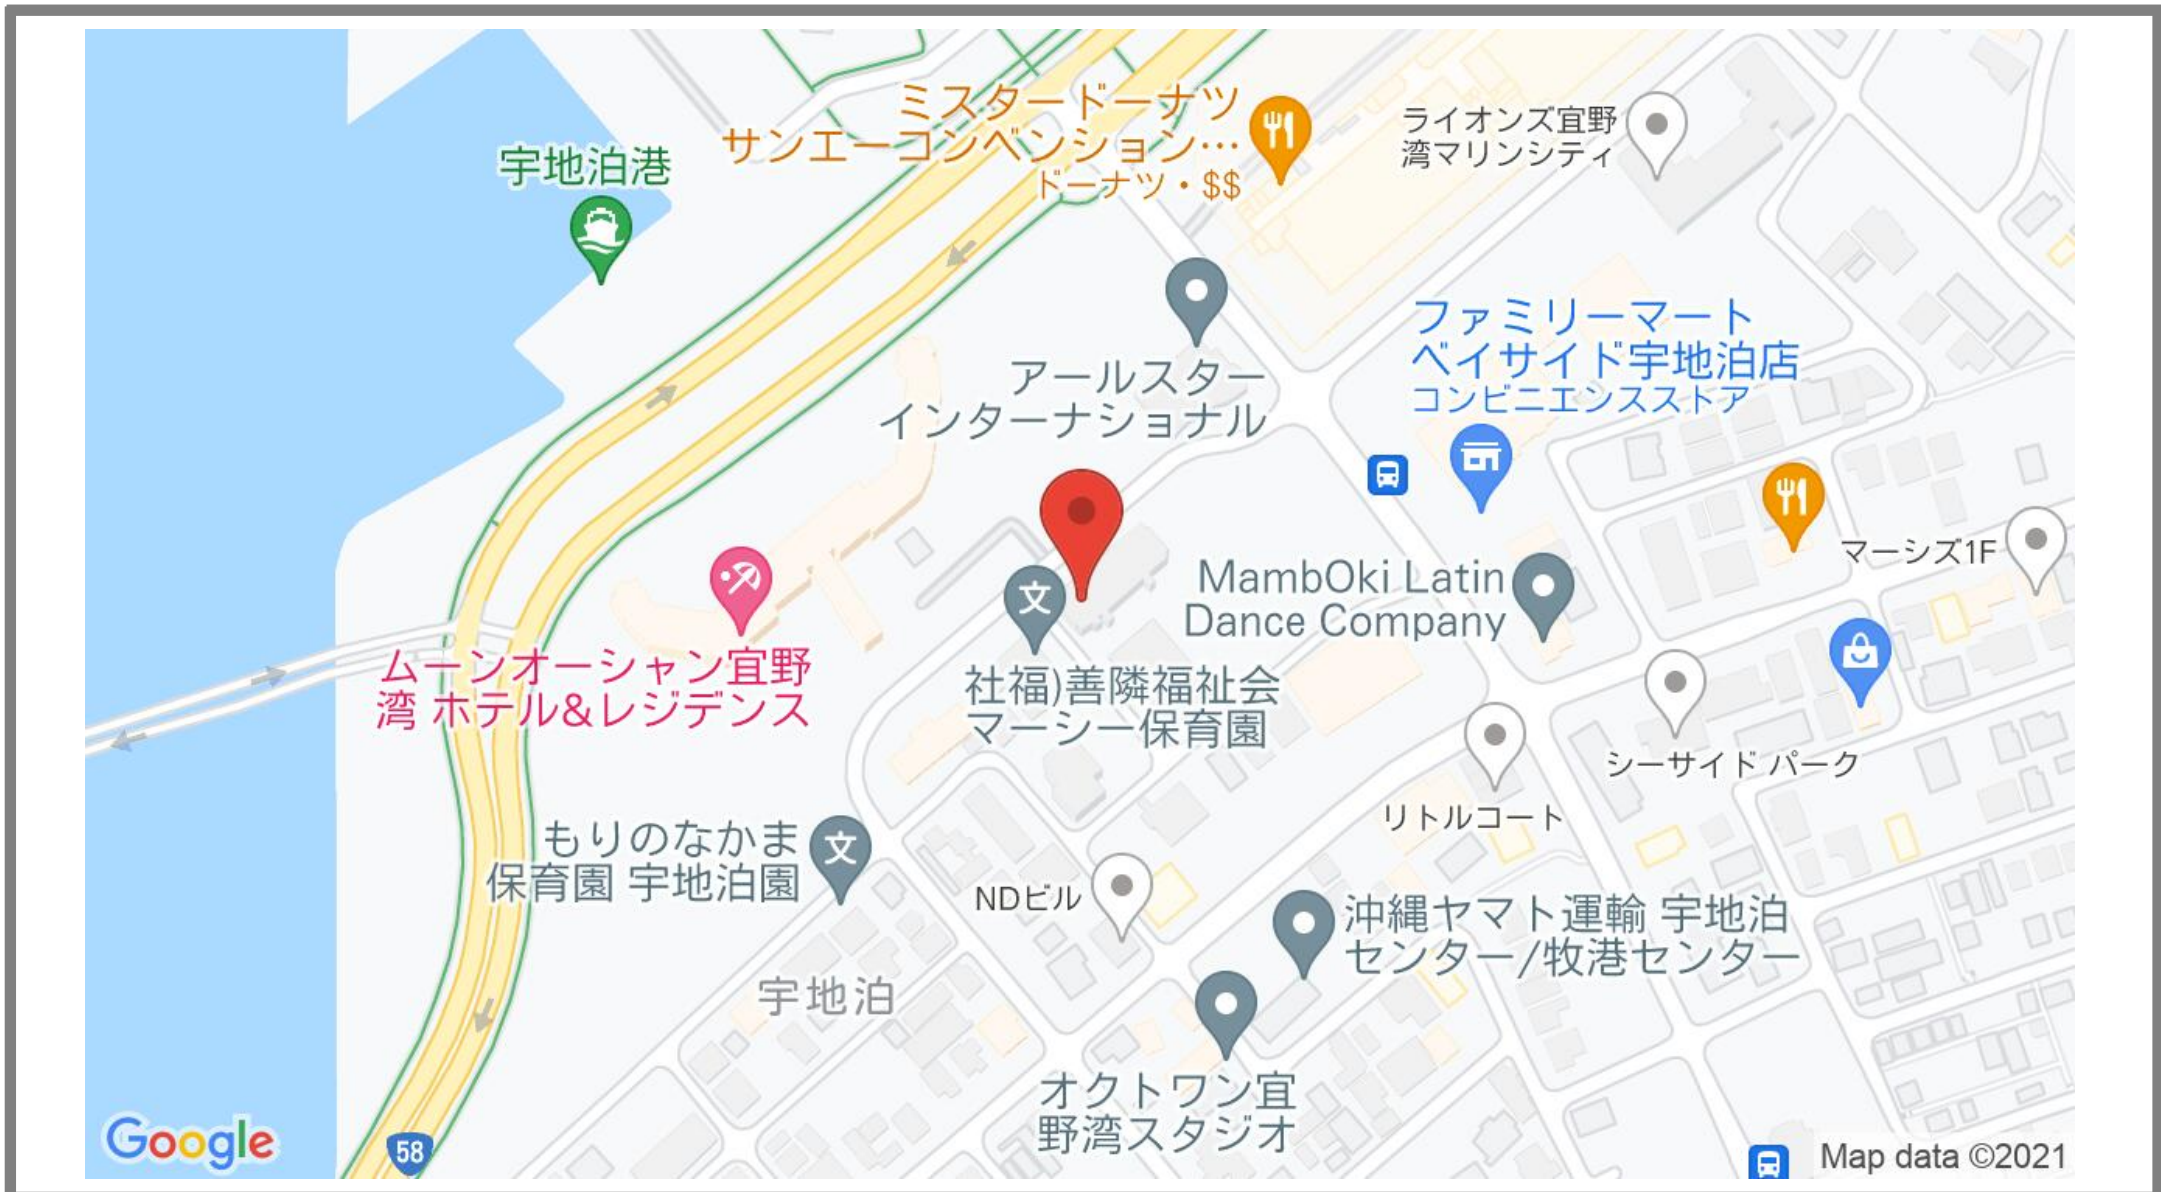 ミスタードーナツ
サンエーコンベンション…
ドーナツ・$$
ライオンズ宜野
湾マリンシティ
宇地泊港
ファミリーマート
ベイサイド宇地泊店
コンビニエンスストア
アールスター
インターナショナル
マーシズ1F
MambOki Latin
Dance Company
ムーンオーシャン宜野
湾 ホテル&レジデンス
社福)善隣福祉会
マーシー保育園
シーサイド パーク
リトルコート
もりのなかま
保育園 宇地泊園
NDビル
沖縄ヤマト運輸 宇地泊
センター/牧港センター
宇地泊
オクトワン宜
野湾スタジオ
Google
58
Map data ©2021
文
文